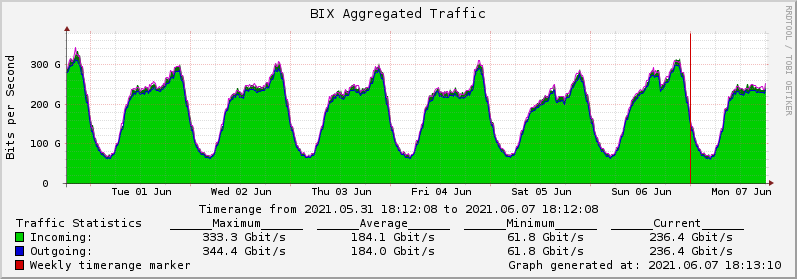 BIX Aggregated Traffic
RRDTOOL / TOBI OETIKER
Bits per Second
300 G
200 G
100 G
0
Tue 01 Jun Wed 02 Jun Thu 03 Jun Fri 04 Jun Sat 05 Jun Sun 06 Jun Mon 07 Jun
Timerange from 2021.05.31 18:12:08 to 2021.06.07 18:12:08
Traffic Statistics Maximum Average Minimum Current
Incoming: 333.3 Gbit/s 184.1 Gbit/s 61.8 Gbit/s 236.4 Gbit/s
Outgoing: 344.4 Gbit/s 184.0 Gbit/s 61.8 Gbit/s 236.4 Gbit/s
Weekly timerange marker Graph generated at: 2021.06.07 18:13:10